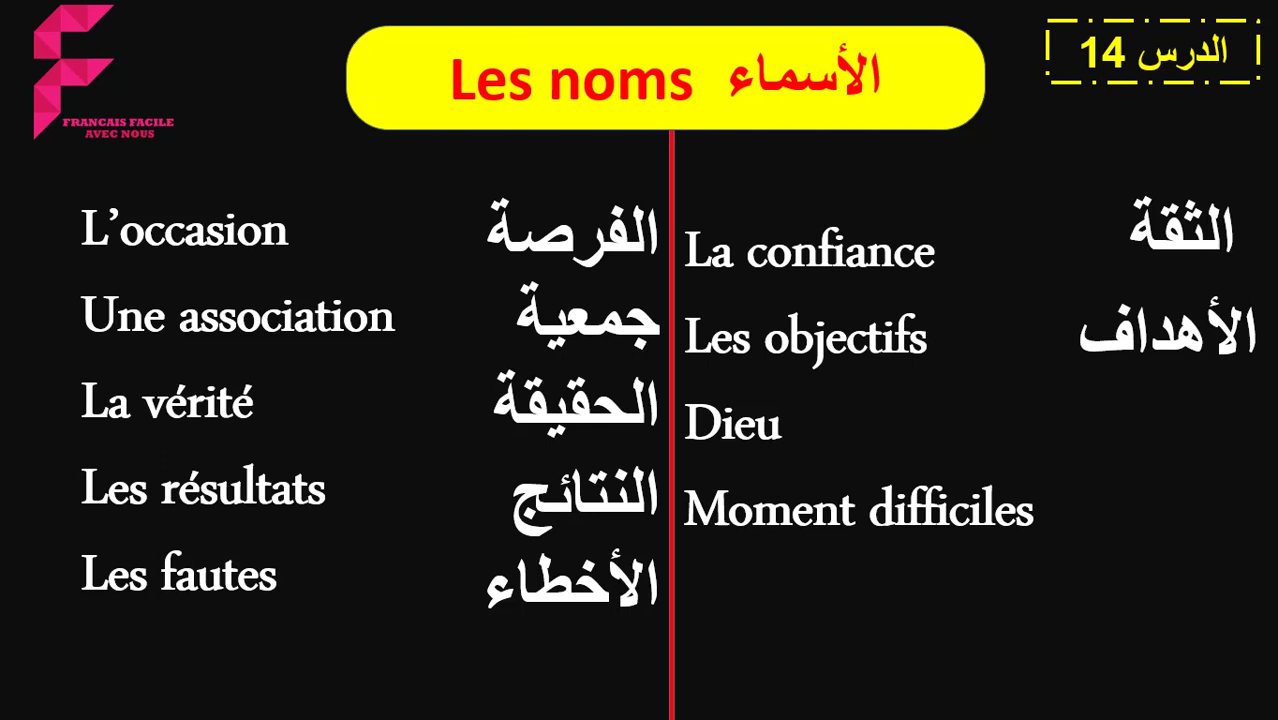 FRANCAIS FACILE
AVEC NOUS
Les noms الأسماء
الدرس 14
L’occasion الفرصة
Une association جمعية
La vérité الحقيقة
Les résultats النتائج
Les fautes الأخطاء
La confiance الثقة
Les objectifs الأهداف
Dieu
Moment difficiles